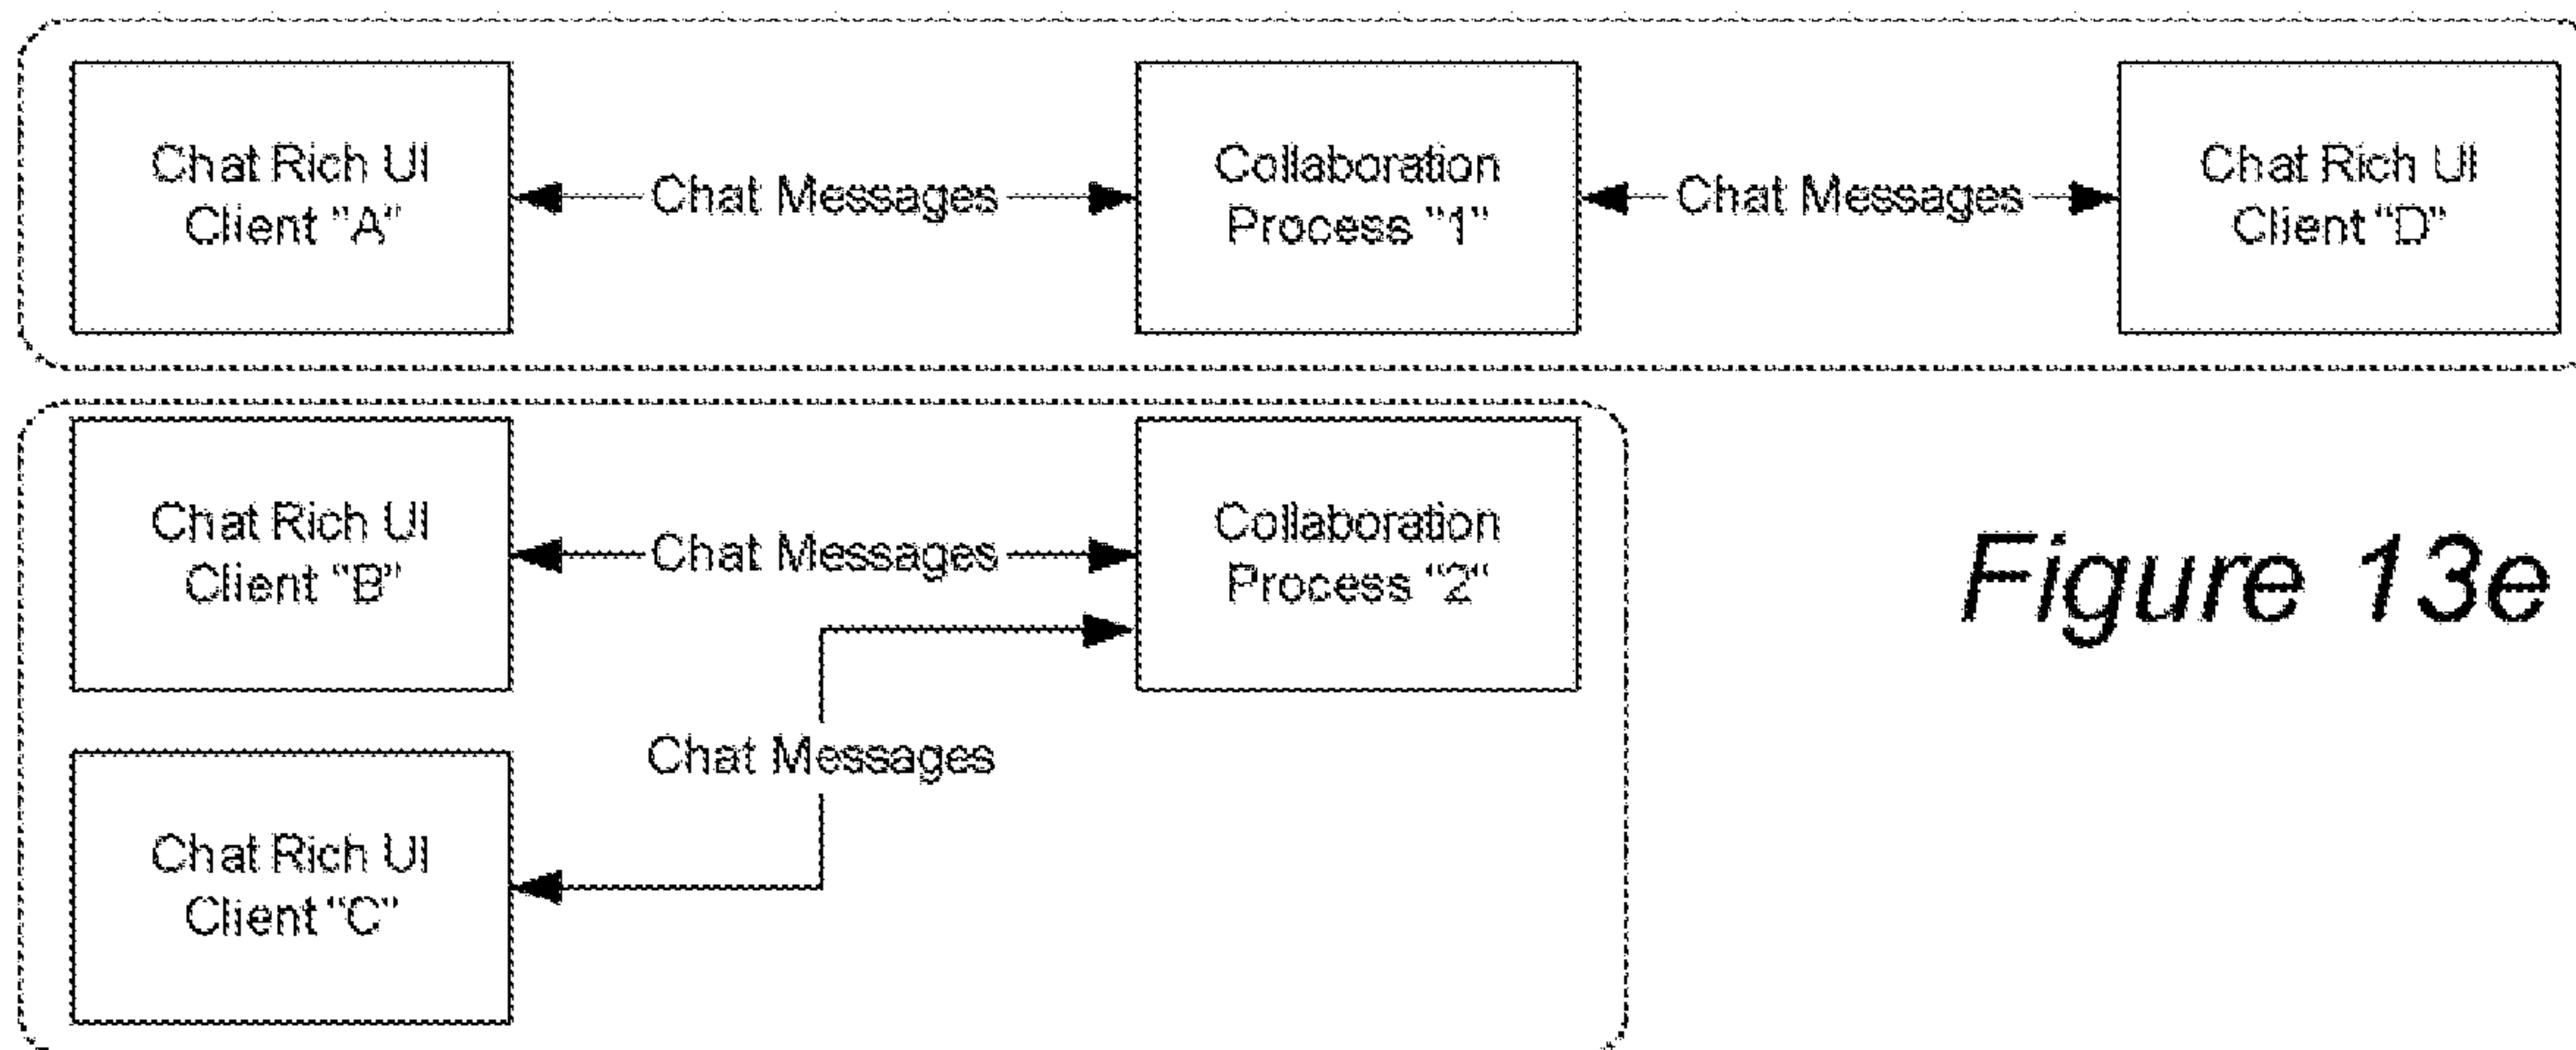 Chat Rich UI
Client "A"
Chat Messages
Collaboration
Process "1"
Chat Messages
Chat Rich UI
Client "D"
Chat Rich UI
Client "B"
Chat Messages
Collaboration
Process "2"
Figure 13e
Chat Messages
Chat Rich UI
Client "C"